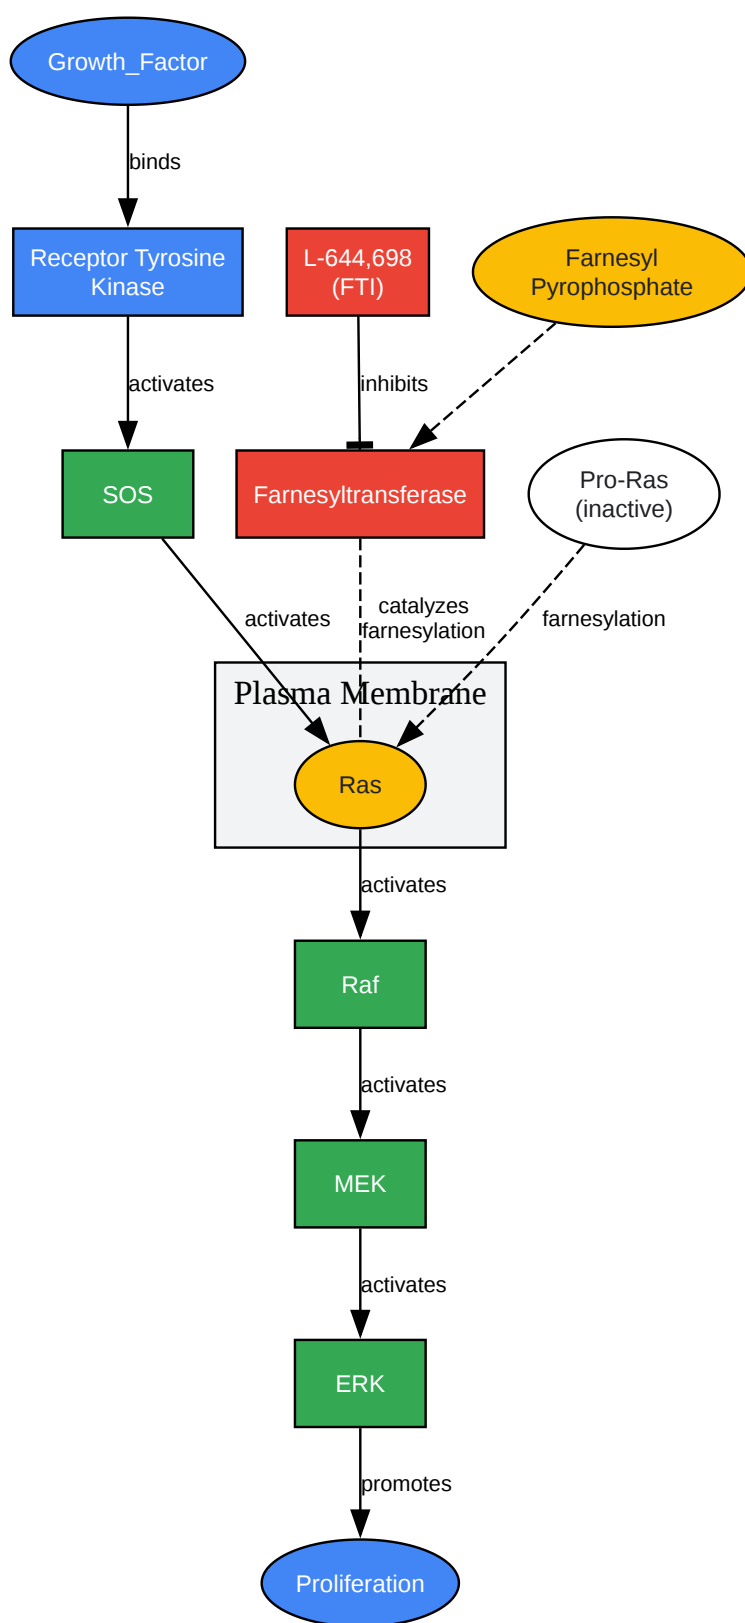 Growth_Factor
binds
Receptor Tyrosine
Kinase
L-644,698
(FTI)
Farnesyl
Pyrophosphate
activates
inhibits
SOS
Farnesyltransferase
Pro-Ras
(inactive)
activates
catalyzes
farnesylation
farnesylation
Plasma Membrane
Ras
activates
Raf
activates
MEK
activates
ERK
promotes
Proliferation